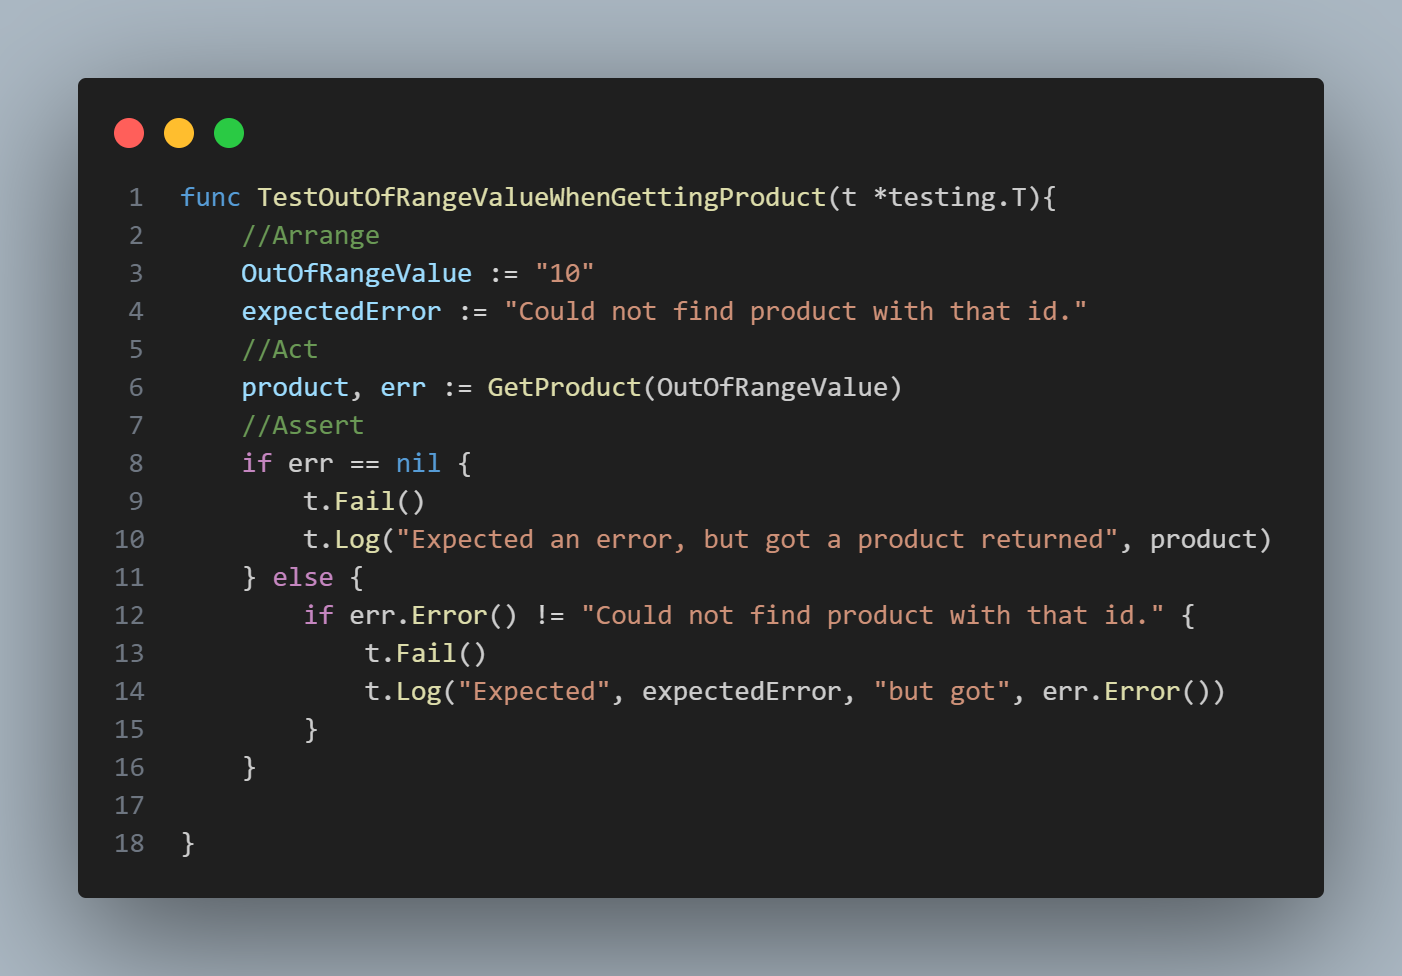 1 func TestOutOfRangeValueWhenGettingProduct(t *testing.T){
2     //Arrange
3     OutOfRangeValue := "10"
4     expectedError := "Could not find product with that id."
5     //Act
6     product, err := GetProduct(OutOfRangeValue)
7     //Assert
8     if err == nil {
9         t.Fail()
10         t.Log("Expected an error, but got a product returned", product)
11     } else {
12         if err.Error() != "Could not find product with that id." {
13             t.Fail()
14             t.Log("Expected", expectedError, "but got", err.Error())
15         }
16     }
17
18 }